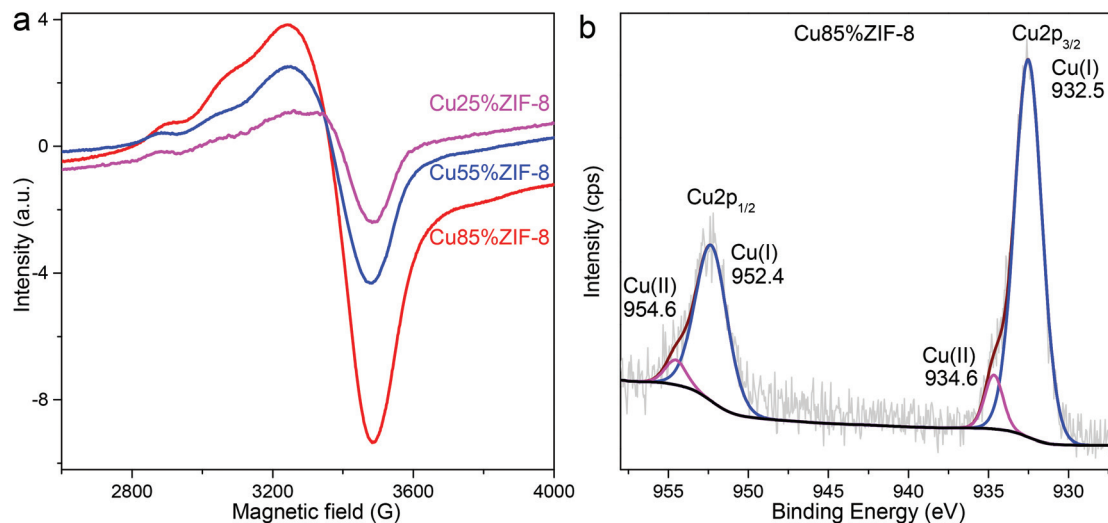 a
Intensity (a.u.)
4
0
-4
-8
Cu25%ZIF-8
Cu55%ZIF-8
Cu85%ZIF-8
2800
3200
3600
4000
Magnetic field (G)
b
Intensity (cps)
Cu85%ZIF-8
Cu2p3/2
Cu(I)
932.5
Cu2p1/2
Cu(I)
952.4
Cu(II)
954.6
Cu(II)
934.6
955
950
945
940
935
930
Binding Energy (eV)